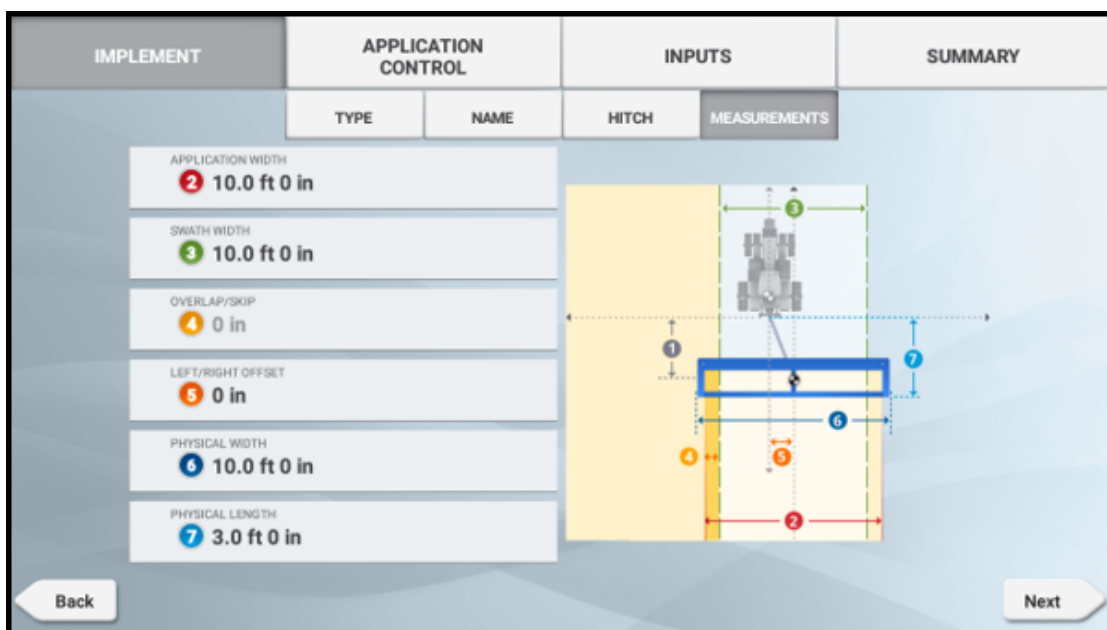 IMPLEMENT
APPLICATION
CONTROL
INPUTS
SUMMARY
TYPE
NAME
HITCH
MEASUREMENTS
APPLICATION WIDTH
2 10.0 ft 0 in
SWATH WIDTH
3 10.0 ft 0 in
OVERLAP/SKIP
4 0 in
LEFT/RIGHT OFFSET
5 0 in
PHYSICAL WIDTH
6 10.0 ft 0 in
PHYSICAL LENGTH
7 3.0 ft 0 in
3
1
7
6
4
5
2
Back
Next